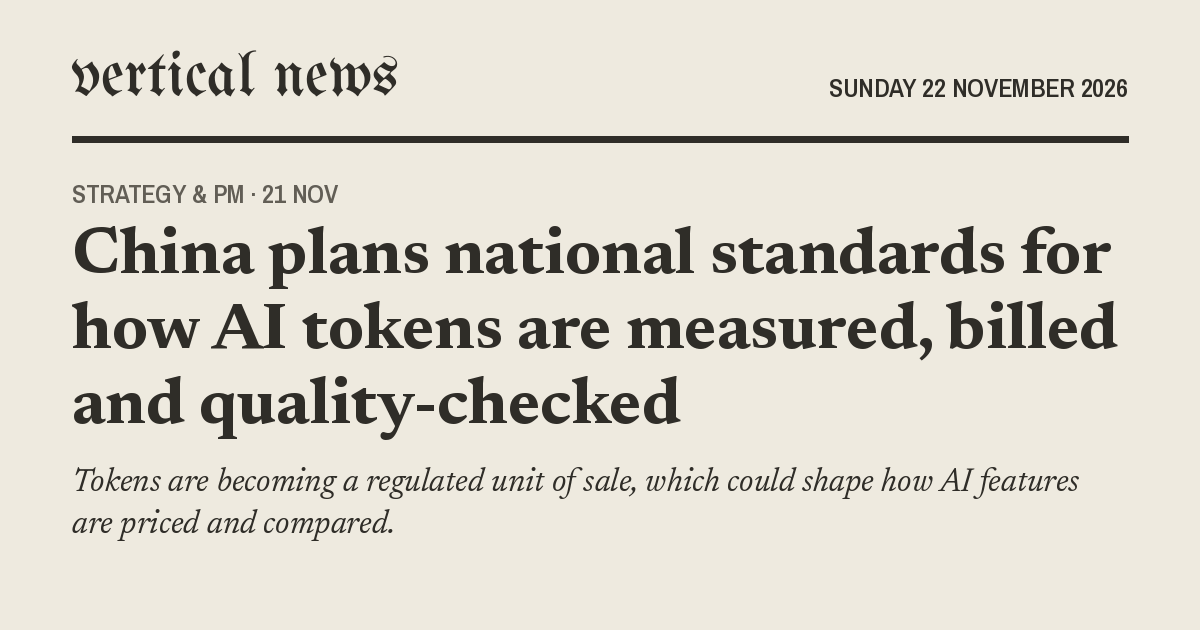 vertical news
SUNDAY 22 NOVEMBER 2026
STRATEGY & PM · 21 NOV
China plans national standards for
how AI tokens are measured, billed
and quality-checked
Tokens are becoming a regulated unit of sale, which could shape how AI features
are priced and compared.